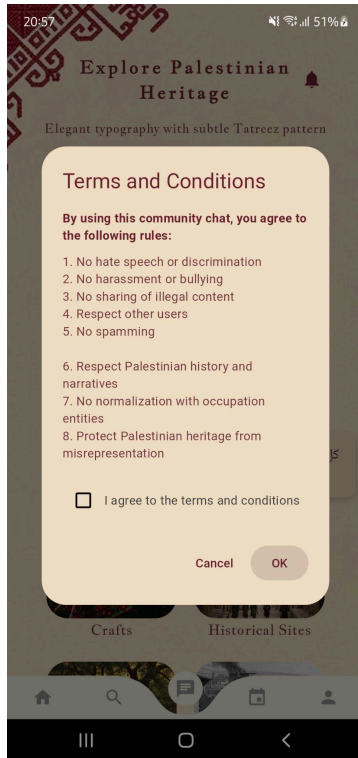 20:57
51%
Explore Palestinian
Heritage
Elegant typography with subtle Tatreez pattern
Terms and Conditions
By using this community chat, you agree to
the following rules:
1. No hate speech or discrimination
2. No harassment or bullying
3. No sharing of illegal content
4. Respect other users
5. No spamming
6. Respect Palestinian history and
narratives
7. No normalization with occupation
entities
8. Protect Palestinian heritage from
misrepresentation
I agree to the terms and conditions
Cancel
OK
Crafts
Historical Sites